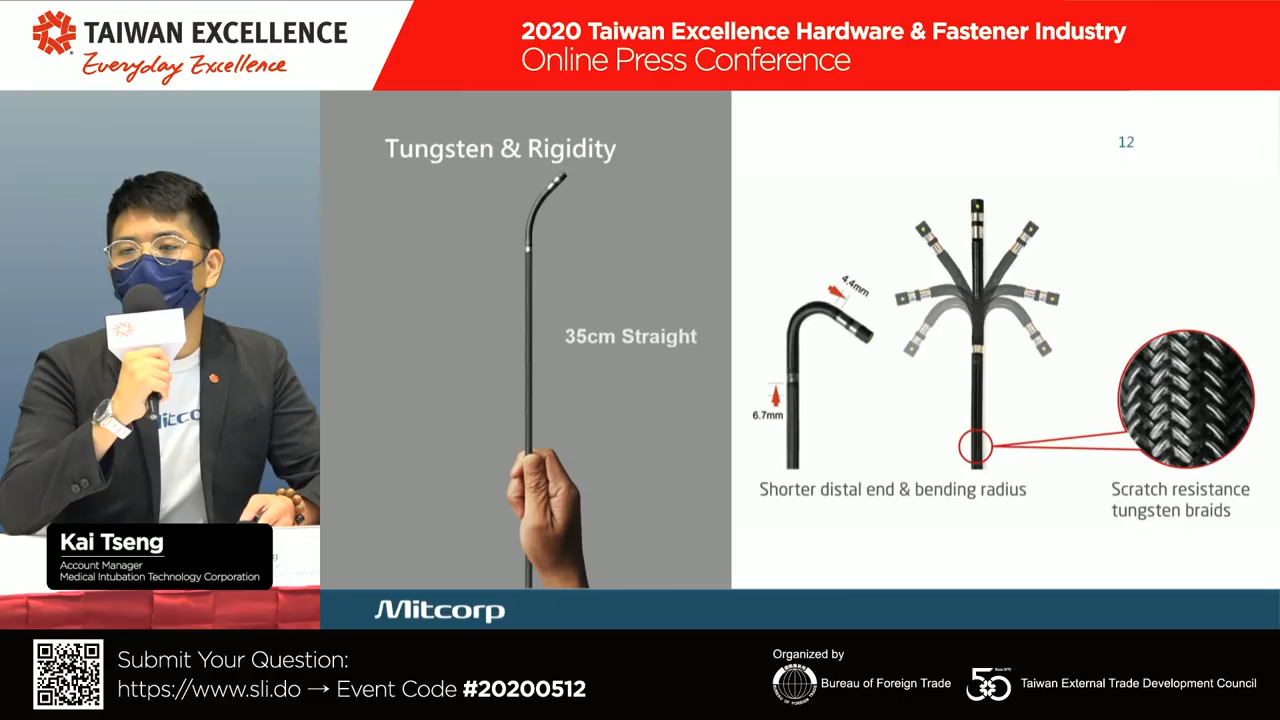 TAIWAN EXCELLENCE
Everyday Excellence
2020 Taiwan Excellence Hardware & Fastener Industry
Online Press Conference
Tungsten & Rigidity
35cm Straight
12
4.4mm
6.7mm
Shorter distal end & bending radius
Scratch resistance
tungsten braids
Kai Tseng
Account Manager
Medical Intubation Technology Corporation
Mitcorp
Submit Your Question:
https://www.sli.do → Event Code #20200512
Organized by
Bureau of Foreign Trade
50
Taiwan External Trade Development Council